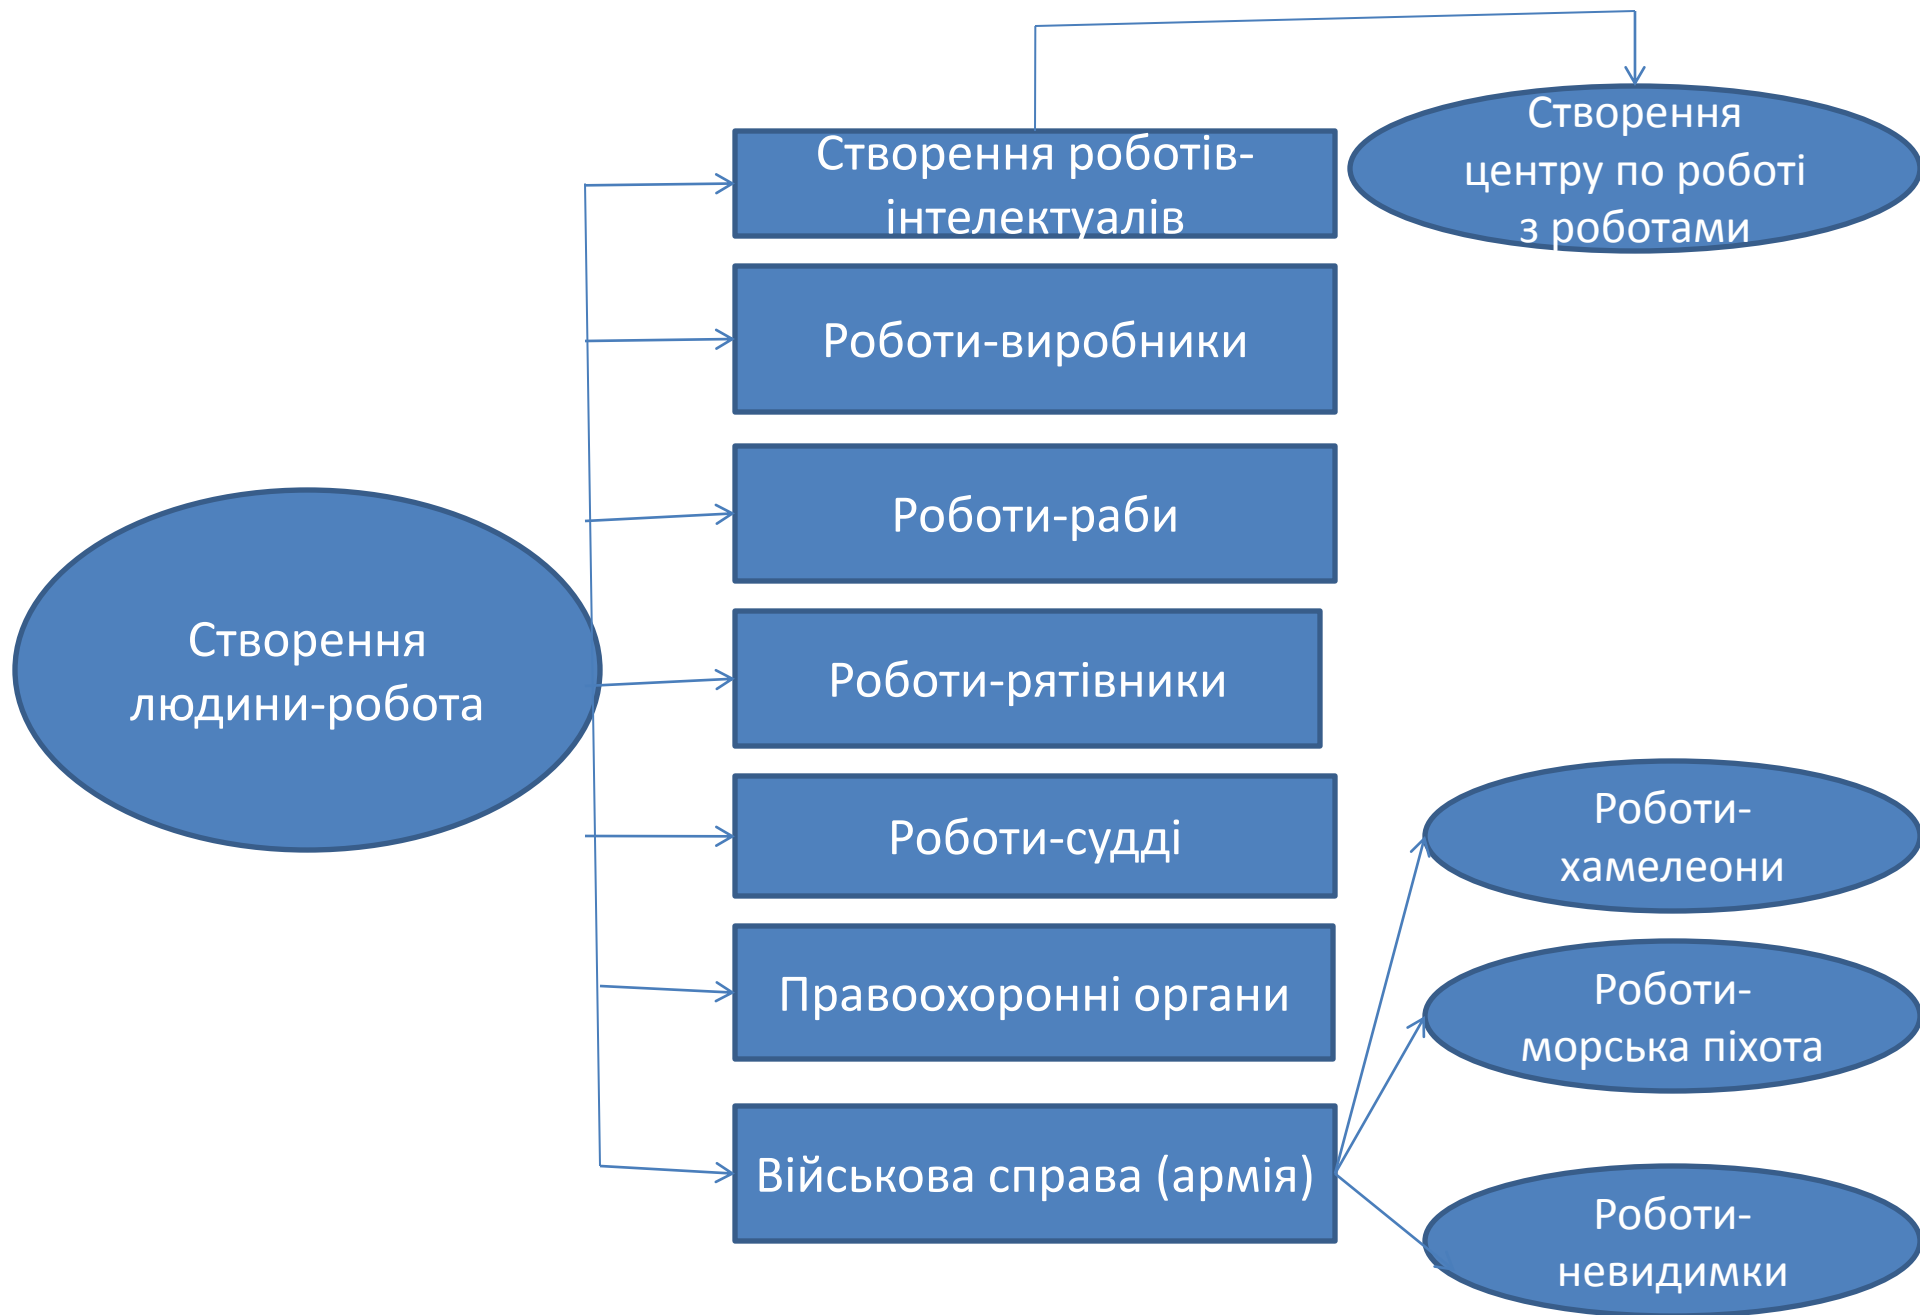 Створення
людини-робота
Створення роботів-
інтелектуалів
Створення
центру по роботі
з роботами
Роботи-виробники
Роботи-раби
Роботи-рятівники
Роботи-судді
Правоохоронні органи
Військова справа (армія)
Роботи-
хамелеони
Роботи-
морська піхота
Роботи-
невидимки